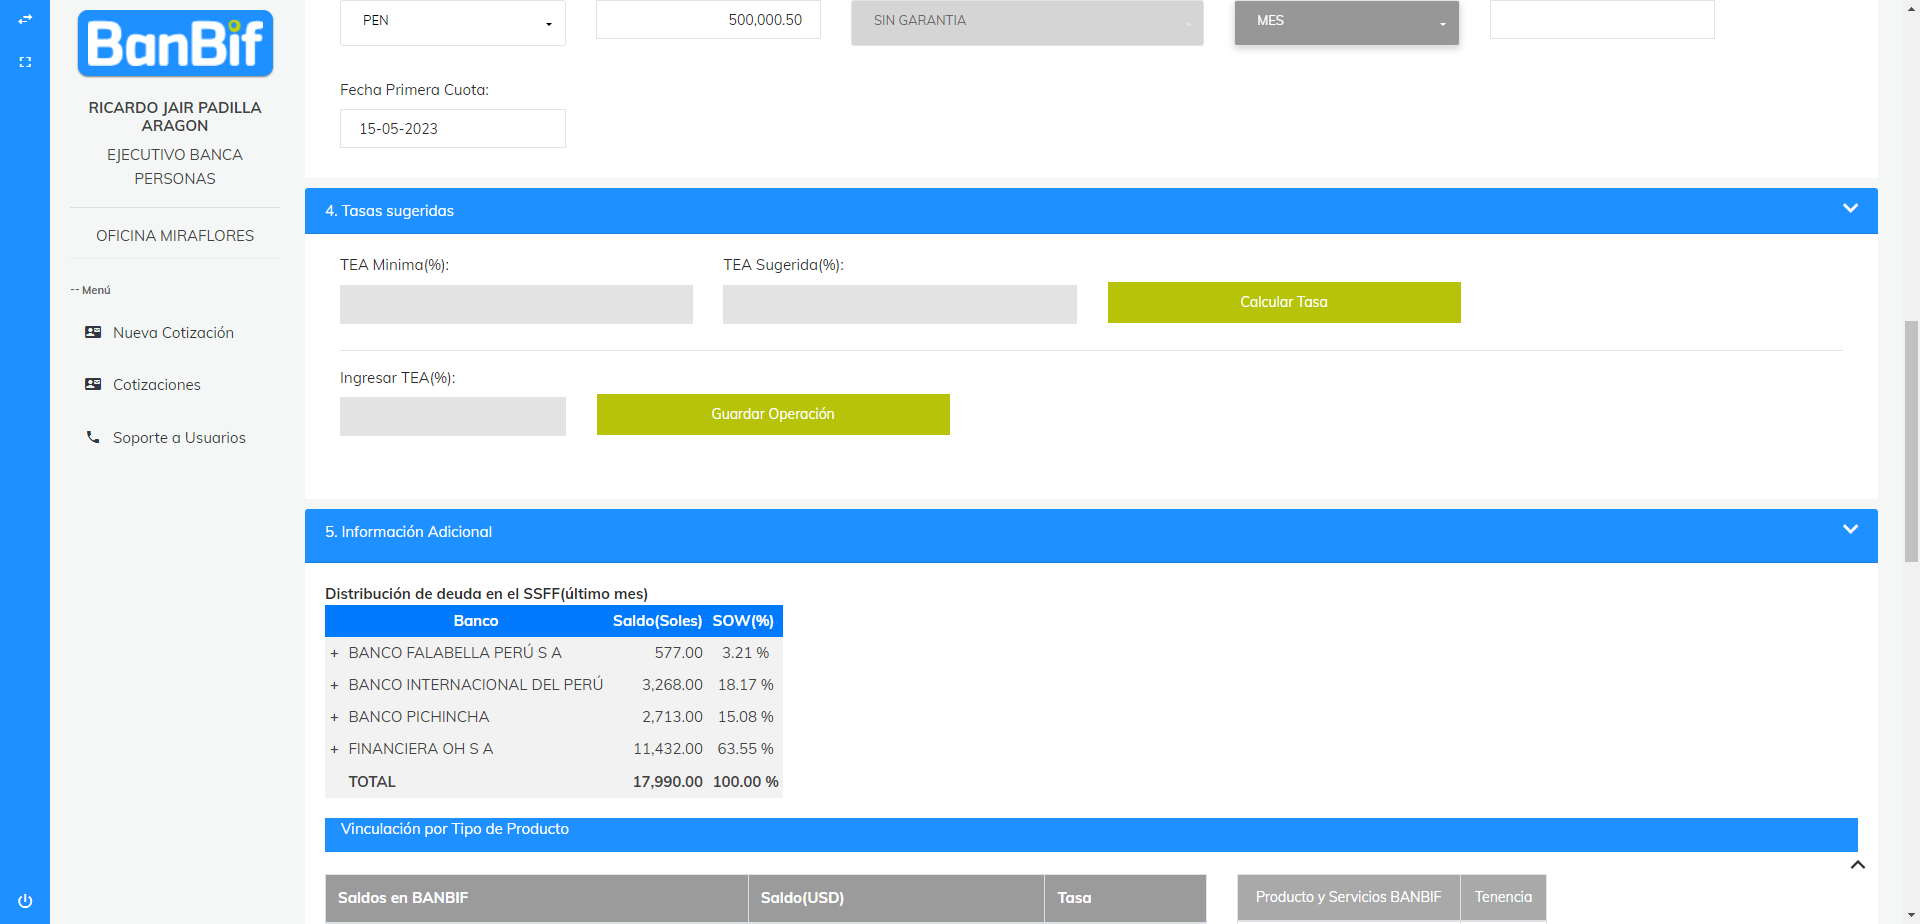 BanBif
RICARDO JAIR PADILLA
ARAGON
EJECUTIVO BANCA
PERSONAS
OFICINA MIRAFLORES
-- Menú
Nueva Cotización
Cotizaciones
Soporte a Usuarios
PEN
500,000.50
SIN GARANTIA
MES
Fecha Primera Cuota:
15-05-2023
4. Tasas sugeridas
TEA Minima(%):
TEA Sugerida(%):
Calcular Tasa
Ingresar TEA(%):
Guardar Operación
5. Información Adicional
Distribución de deuda en el SSFF(último mes)
Banco Saldo(Soles) SOW(%)
+ BANCO FALABELLA PERÚ S A 577.00 3.21 %
+ BANCO INTERNACIONAL DEL PERÚ 3,268.00 18.17 %
+ BANCO PICHINCHA 2,713.00 15.08 %
+ FINANCIERA OH S A 11,432.00 63.55 %
TOTAL 17,990.00 100.00 %
Vinculación por Tipo de Producto
Saldos en BANBIF Saldo(USD) Tasa
Producto y Servicios BANBIF Tenencia